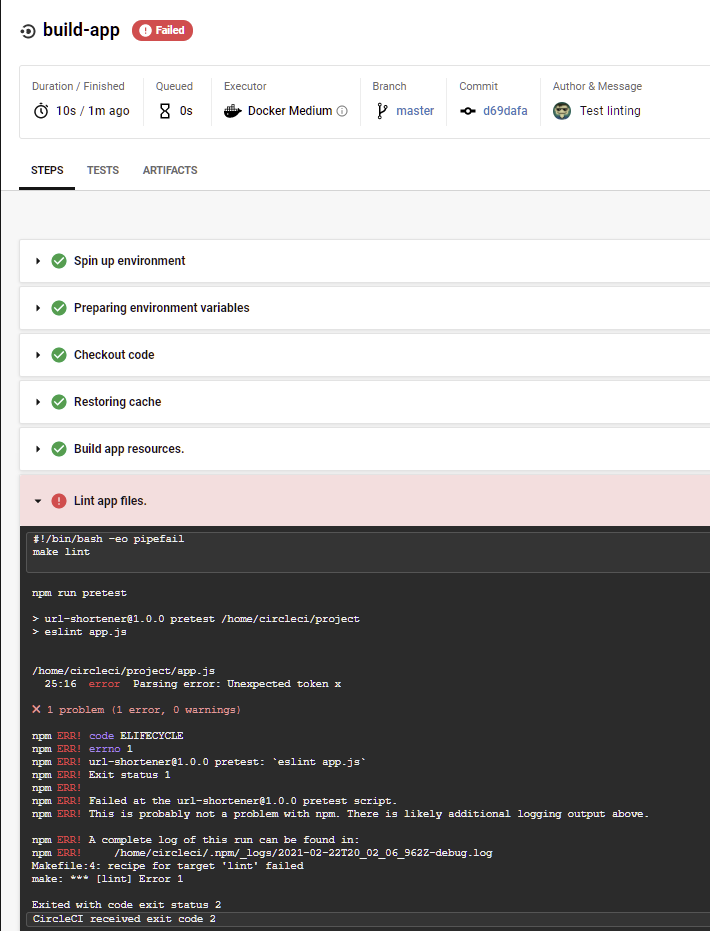 build-app Failed
Duration / Finished Queued Executor Branch Commit Author & Message
10s / 1m ago 0s Docker Medium master d69dafa Test linting
STEPS TESTS ARTIFACTS
Spin up environment
Preparing environment variables
Checkout code
Restoring cache
Build app resources.
Lint app files.
#!/bin/bash -eo pipefail
make lint
npm run pretest
> url-shortener@1.0.0 pretest /home/circleci/project
> eslint app.js
/home/circleci/project/app.js
25:16 error Parsing error: Unexpected token x
✕ 1 problem (1 error, 0 warnings)
npm ERR! code ELIFECYCLE
npm ERR! errno 1
npm ERR! url-shortener@1.0.0 pretest: `eslint app.js`
npm ERR! Exit status 1
npm ERR!
npm ERR! Failed at the url-shortener@1.0.0 pretest script.
npm ERR! This is probably not a problem with npm. There is likely additional logging output above.
npm ERR! A complete log of this run can be found in:
npm ERR! /home/circleci/.npm/_logs/2021-02-22T20_02_06_962Z-debug.log
Makefile:4: recipe for target 'lint' failed
make: *** [lint] Error 1
Exited with code exit status 2
CircleCI received exit code 2